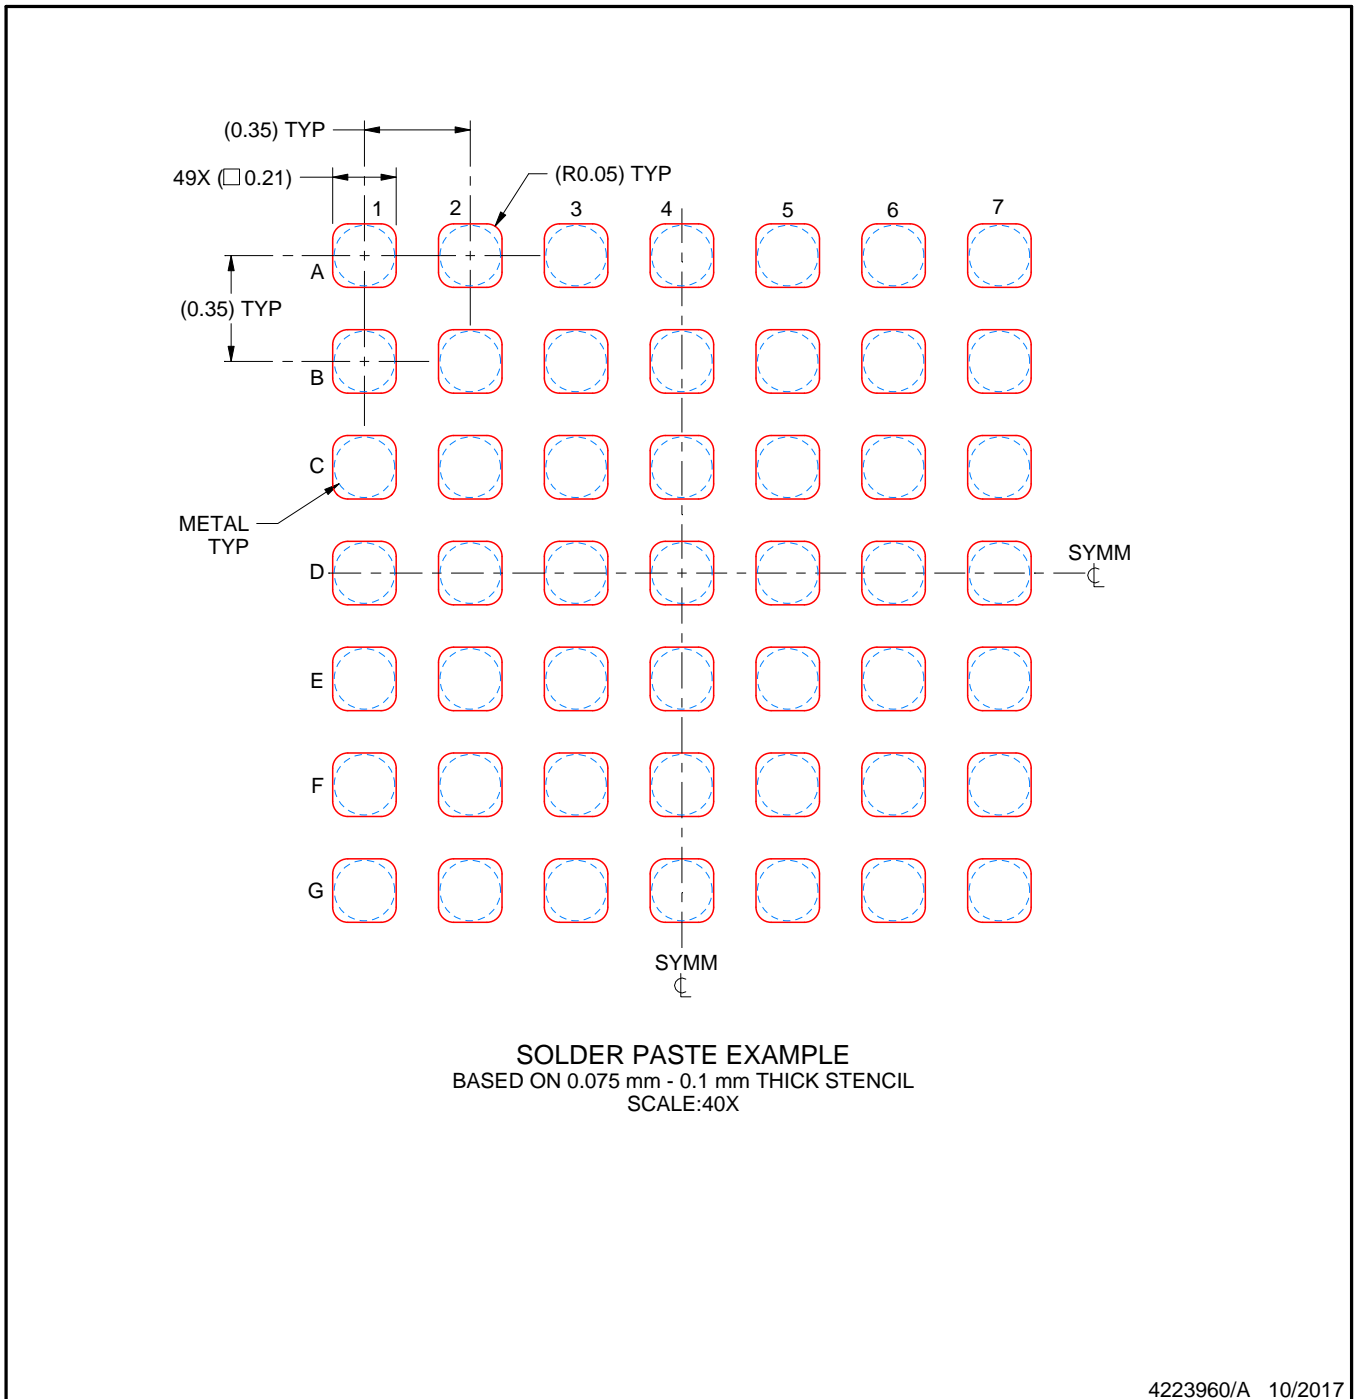 (0.35) TYP
49X (□ 0.21)
(R0.05) TYP
1 2 3 4 5 6 7
A
(0.35) TYP
B
C
METAL
TYP
D
SYMM
℄
E
F
G
SYMM
℄
SOLDER PASTE EXAMPLE
BASED ON 0.075 mm - 0.1 mm THICK STENCIL
SCALE:40X
4223960/A 10/2017